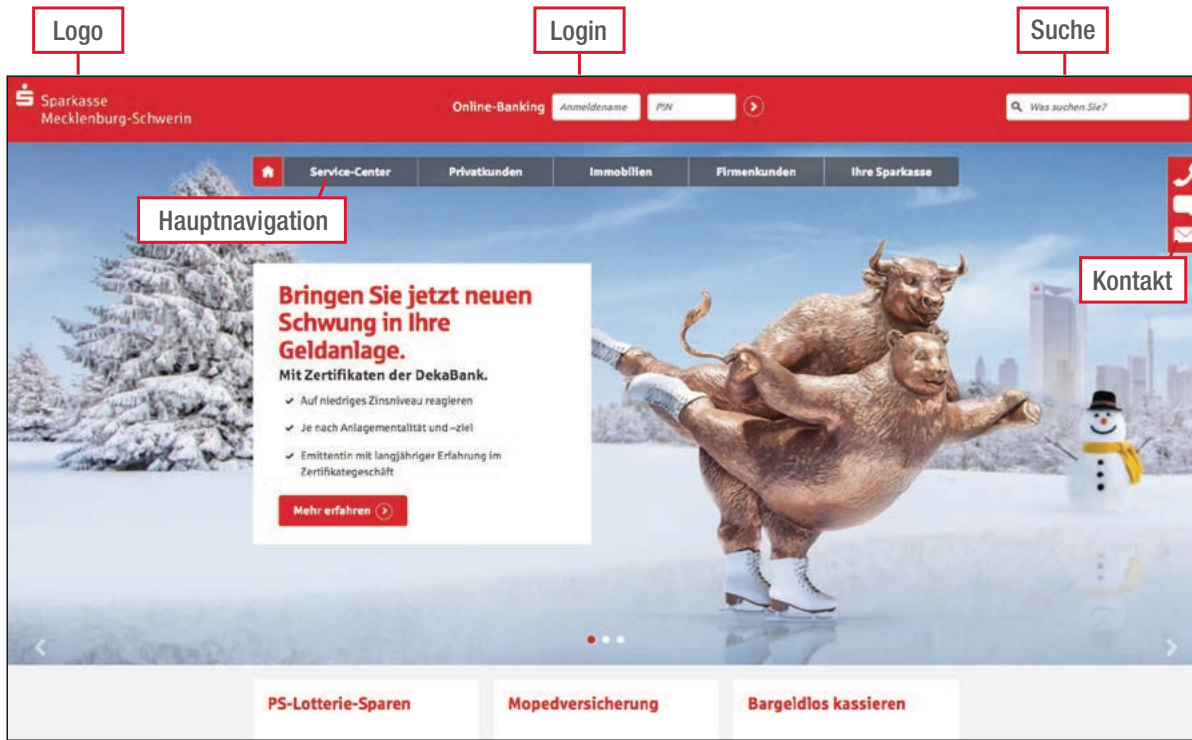 Logo
Login
Suche
Sparkasse
Mecklenburg-Schwerin
Online-Banking
Anmeldename
PIN
Was suchen Sie?
Service-Center
Privatkunden
Immobilien
Firmenkunden
Ihre Sparkasse
Hauptnavigation
Kontakt
Bringen Sie jetzt neuen
Schwung in Ihre
Geldanlage.
Mit Zertifikaten der DekaBank.
Auf niedriges Zinsniveau reagieren
Je nach Anlagementalität und –ziel
Emittentin mit langjähriger Erfahrung im
Zertifikategeschäft
Mehr erfahren
PS-Lotterie-Sparen
Mopedversicherung
Bargeldlos kassieren